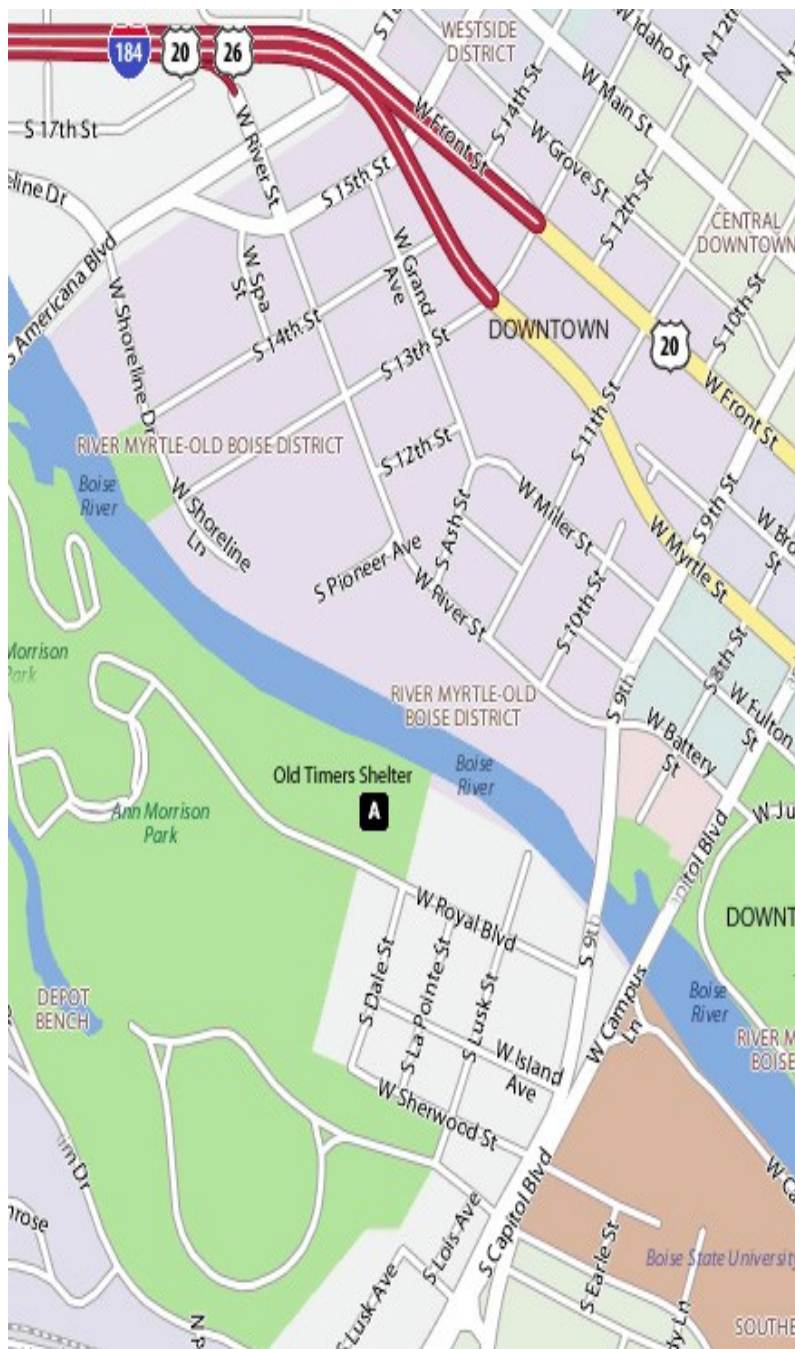 WESTSIDE
DISTRICT
W Idaho St
N 12th
184
20
26
S 17th St
W River St
W Front St
S 14th St
W Main St
W Grove St
S 15th St
S 12th St
CENTRAL
DOWNTOWN
S Americana Blvd
W Spa
St
W Grand
Ave
W Shoreline Dr
S 14th St
S 13th St
DOWNTOWN
S 10th St
20
W Front St
S 11th St
RIVER MYRTLE-OLD BOISE DISTRICT
S 12th St
Boise
River
W Shoreline
Ln
S Ash St
W Miller St
S 9th St
W Myrtle St
S Pioneer Ave
W River St
S 10th St
S 8th St
Morrison
Park
RIVER MYRTLE-OLD
BOISE DISTRICT
S 9th
W Battery
St
W Fulton
St
Old Timers Shelter
A
Boise
River
Ann Morrison
Park
W Royal Blvd
S 9th
S Dale St
S La Pointe St
S Lusk St
W Campus
Ln
Boise
River
DEPOT
BENCH
W Island
Ave
W Sherwood St
S Capitol Blvd
S Lois Ave
S Lusk Ave
S Earle St
Boise State University